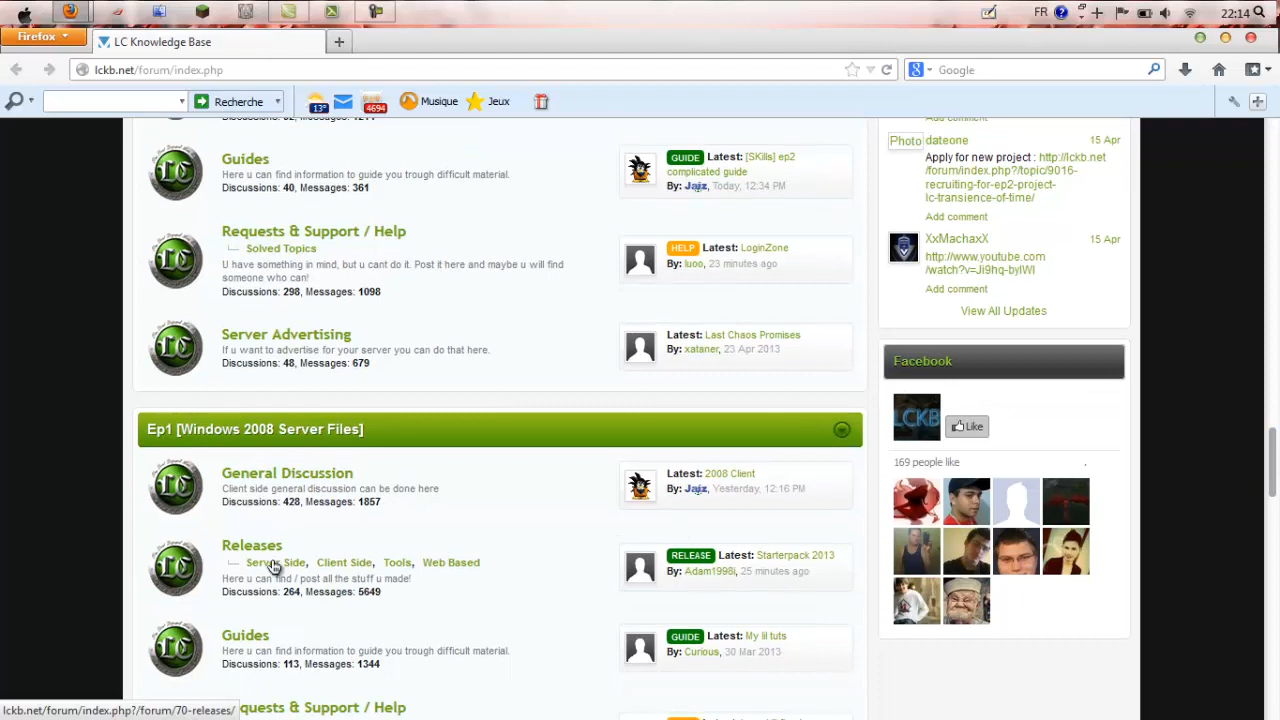 FR
22:14
Firefox
LC Knowledge Base
lckb.net/forum/index.php
Google
Recherche
13°
4694
Musique
Jeux
Guides
Here u can find information to guide you trough difficult material.
Discussions: 40, Messages: 361
GUIDE Latest: [SKills] ep2
complicated guide
By: Jajz, Today, 12:34 PM
Requests & Support / Help
Solved Topics
U have something in mind, but u cant do it. Post it here and maybe u will find
someone who can!
Discussions: 298, Messages: 1098
HELP Latest: LoginZone
By: luoo, 23 minutes ago
Server Advertising
If u want to advertise for your server you can do that here.
Discussions: 48, Messages: 679
Latest: Last Chaos Promises
By: xataner, 23 Apr 2013
Ep1 [Windows 2008 Server Files]
General Discussion
Client side general discussion can be done here
Discussions: 428, Messages: 1857
Latest: 2008 Client
By: Jajz, Yesterday, 12:16 PM
Releases
Server Side, Client Side, Tools, Web Based
Here u can find / post all the stuff u made!
Discussions: 264, Messages: 5649
RELEASE Latest: Starterpack 2013
By: Adam1998i, 25 minutes ago
Guides
Here u can find information to guide you trough difficult material.
Discussions: 113, Messages: 1344
GUIDE Latest: My lil tuts
By: Curious, 30 Mar 2013
quests & Support / Help
lckb.net/forum/index.php?/forum/70-releases/
Add comment
Photo
dateone
15 Apr
Apply for new project : http://lckb.net
/forum/index.php?/topic/9016-
recruiting-for-ep2-project-
lc-transience-of-time/
Add comment
XxMachaxX
15 Apr
http://www.youtube.com
/watch?v=Ji9hq-bylWI
Add comment
View All Updates
Facebook
LCKB
Like
169 people like